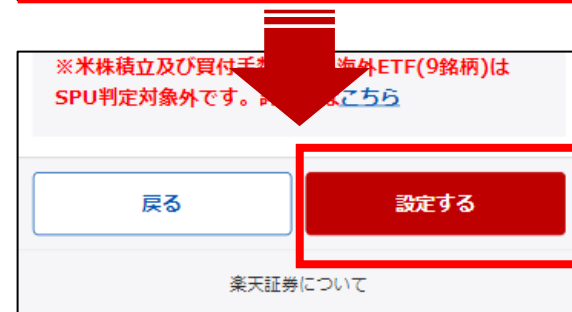 ※米株積立及び買付手 海外ETF(9銘柄)は
SPU判定対象外です。 こちら
戻る
設定する
楽天証券について